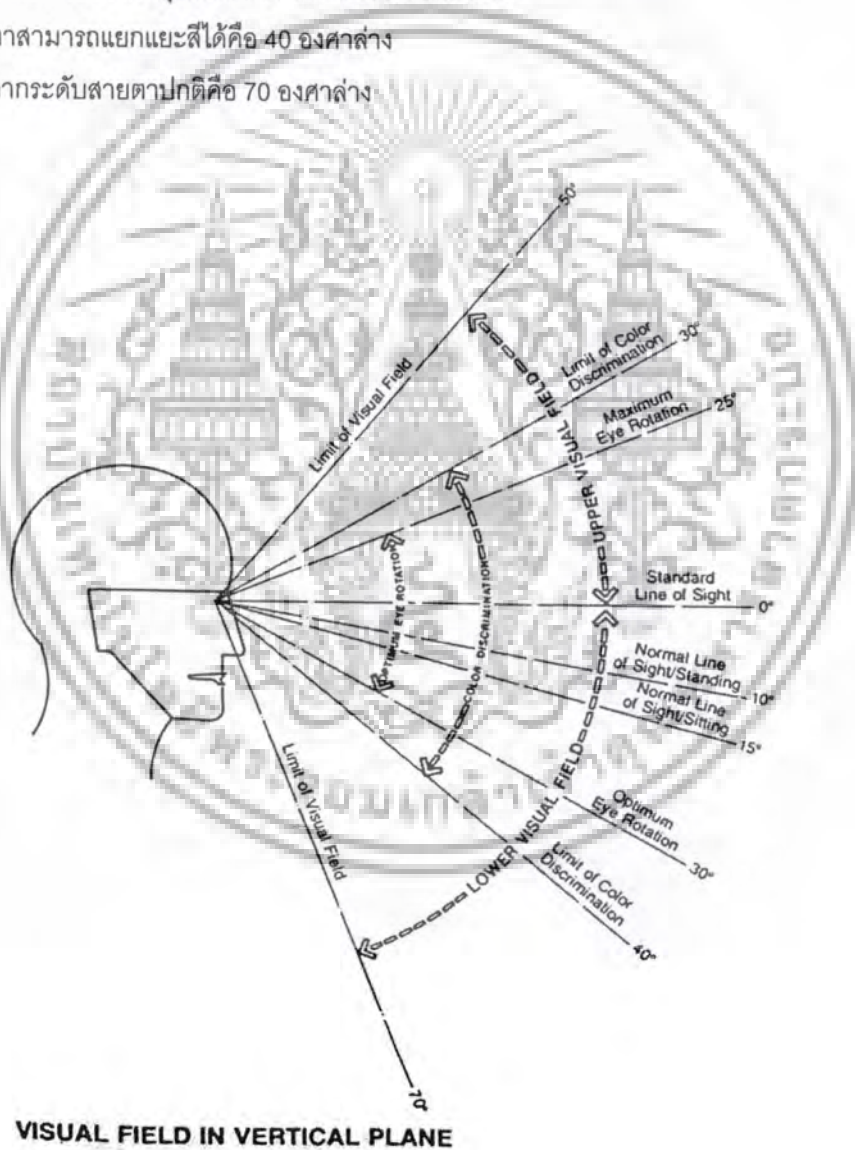 าสามารถแยกแยะสีได้คือ 40 องศาล่าง
ากระดับสายตาปกติคือ 70 องศาล่าง
50°
Limit of Visual Field
Limit of Color
Discrimination
30°
Maximum
Eye Rotation
25°
UPPER VISUAL FIELD
OPTIMUM EYE ROTATION
COLOR DISCRIMINATION
Standard
Line of Sight
0°
Normal Line
of Sight/Standing
10°
Normal Line
of Sight/Sitting
15°
Optimum
Eye Rotation
30°
Limit of Color
Discrimination
40°
LOWER VISUAL FIELD
Limit of Visual Field
70°
VISUAL FIELD IN VERTICAL PLANE